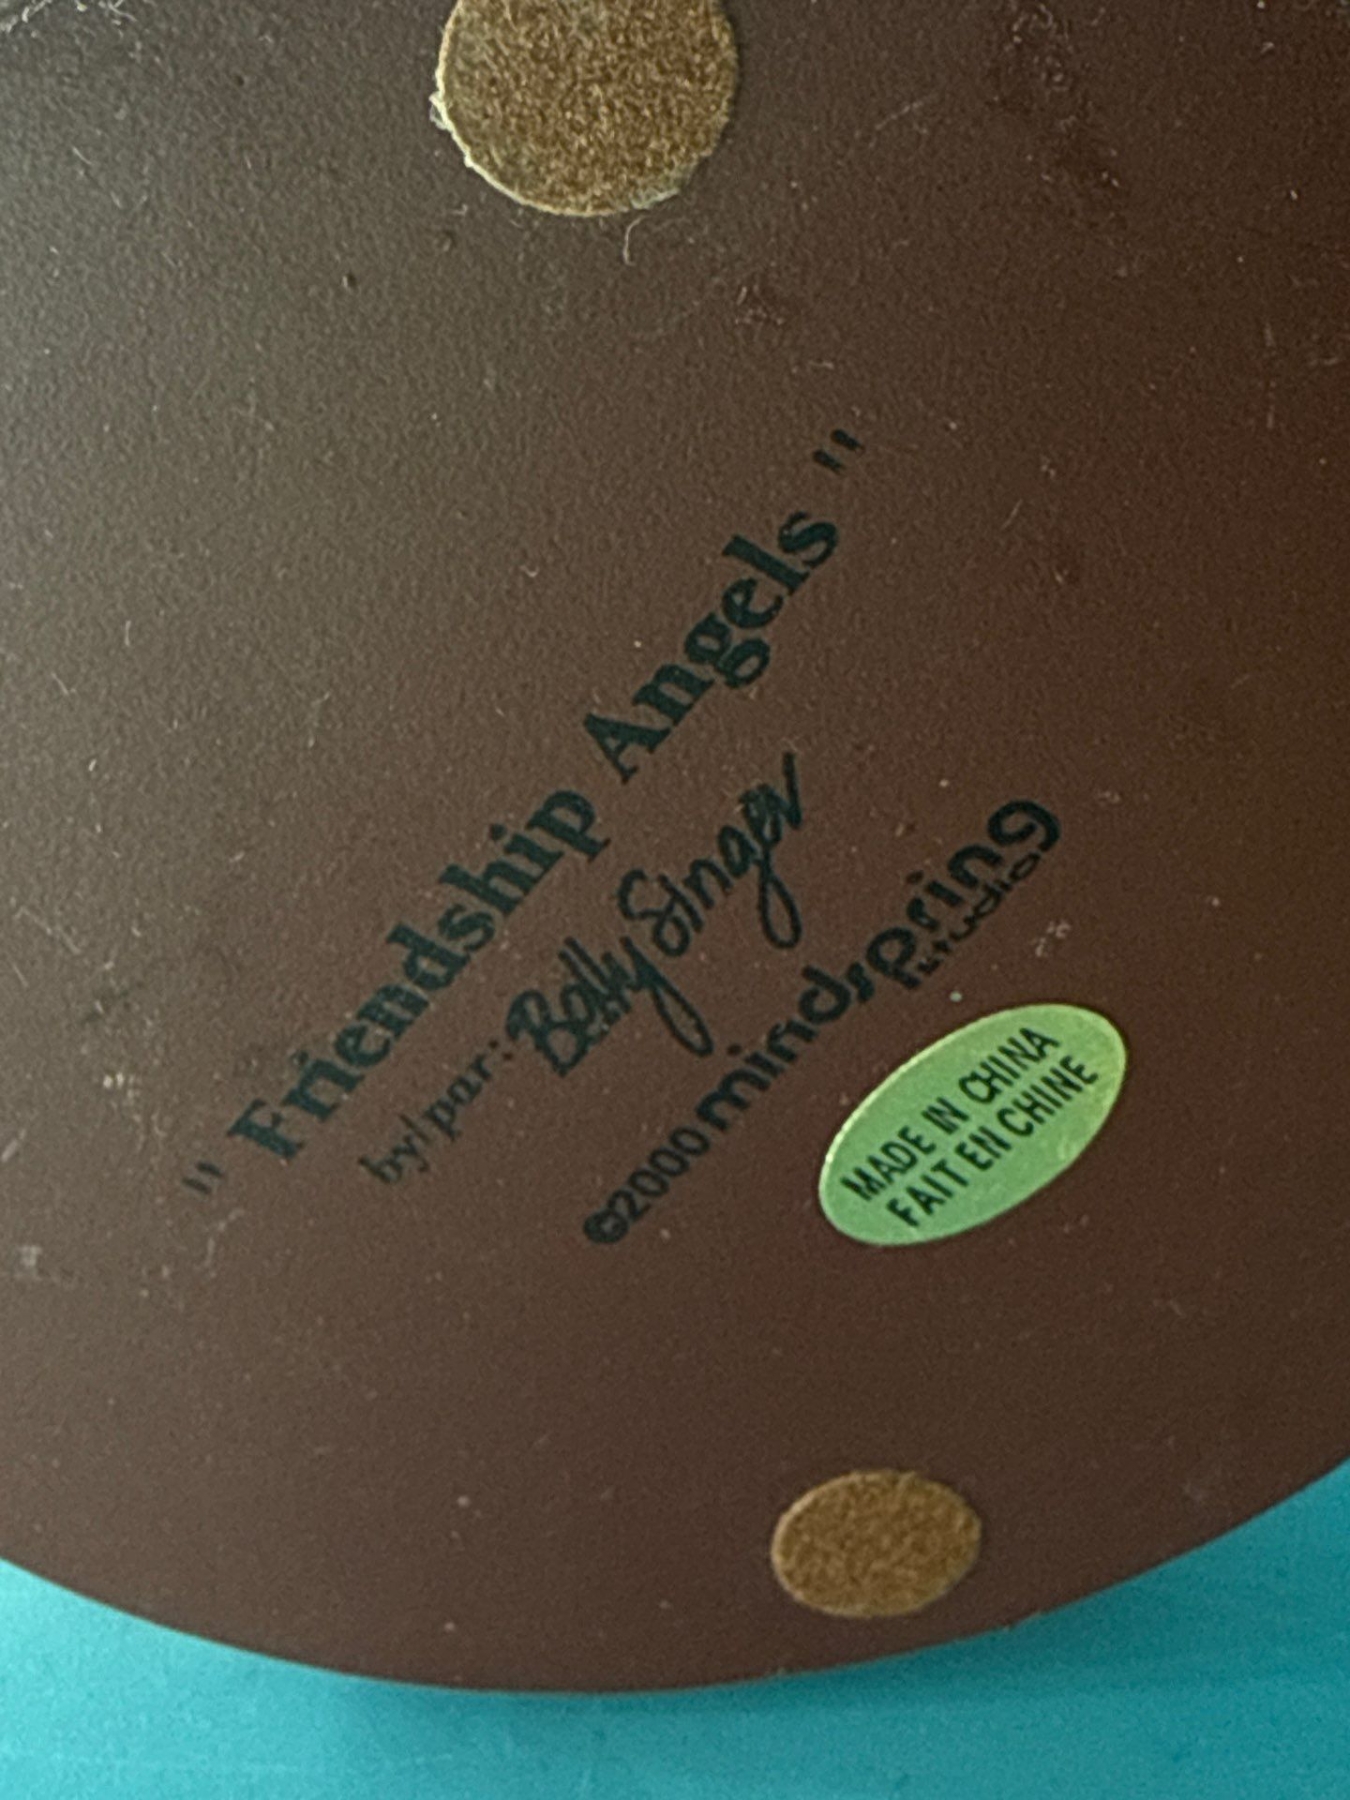 " Friendship Angels "
by/par: Betty Singer
©2000 mindspring
studio
MADE IN CHINA
FAIT EN CHINE